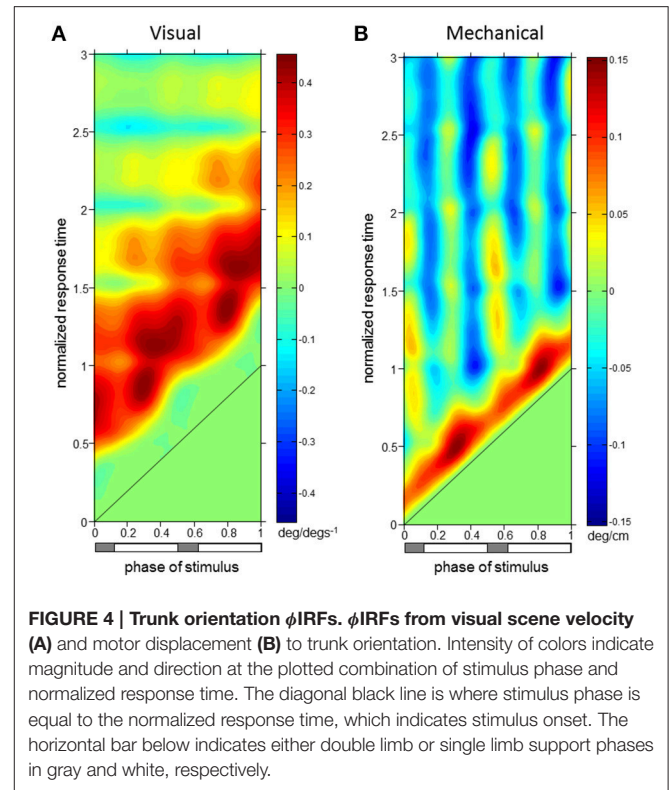 A Visual
B Mechanical
3
2.5
2
1.5
1
0.5
0
normalized response time
0 0.2 0.4 0.6 0.8 1
phase of stimulus
0.4
0.3
0.2
0.1
0
-0.1
-0.2
-0.3
-0.4
deg/degs⁻¹
3
2.5
2
1.5
1
0.5
0
normalized response time
0 0.2 0.4 0.6 0.8 1
phase of stimulus
0.15
0.1
0.05
0
-0.05
-0.1
-0.15
deg/cm
FIGURE 4 | Trunk orientation ϕIRFs. ϕIRFs from visual scene velocity
(A) and motor displacement (B) to trunk orientation. Intensity of colors indicate
magnitude and direction at the plotted combination of stimulus phase and
normalized response time. The diagonal black line is where stimulus phase is
equal to the normalized response time, which indicates stimulus onset. The
horizontal bar below indicates either double limb or single limb support phases
in gray and white, respectively.